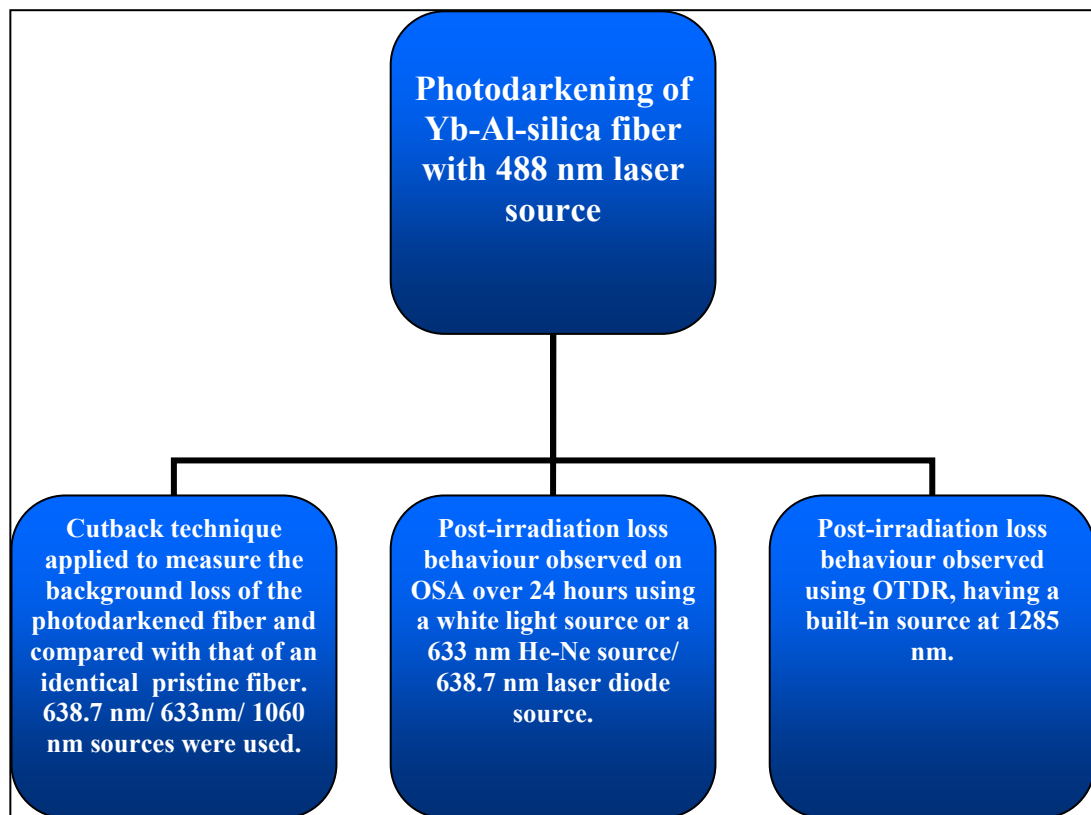 Photodarkening of
Yb-Al-silica fiber
with 488 nm laser
source
Cutback technique
applied to measure the
background loss of the
photodarkened fiber and
compared with that of an
identical pristine fiber.
638.7 nm/ 633nm/ 1060
nm sources were used.
Post-irradiation loss
behaviour observed on
OSA over 24 hours using
a white light source or a
633 nm He-Ne source/
638.7 nm laser diode
source.
Post-irradiation loss
behaviour observed
using OTDR, having a
built-in source at 1285
nm.